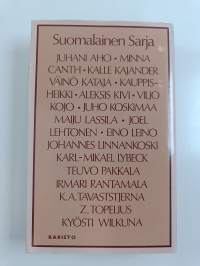 Suomalainen Sarja
JUHANI AHO • MINNA
CANTH • KALLE KAJANDER
VÄINÖ KATAJA • KAUPPIS-
HEIKKI • ALEKSIS KIVI • VILJO
KOJO • JUHO KOSKIMAA
MAIJU LASSILA • JOEL
LEHTONEN • EINO LEINO
JOHANNES LINNANKOSKI
KARL-MIKAEL LYBECK
TEUVO PAKKALA
IRMARI RANTAMALA
K.A.TAVASTSTJERNA
Z. TOPELIUS
KYÖSTI WILKUNA
KARISTO